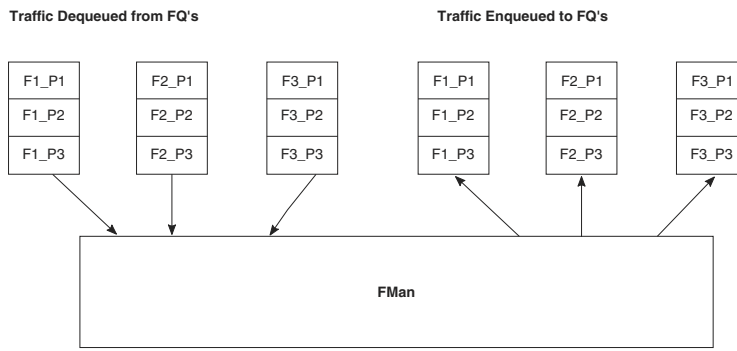 Traffic Dequeued from FQ's
Traffic Enqueued to FQ's
F1_P1
F2_P1
F3_P1
F1_P1
F2_P1
F3_P1
F1_P2
F2_P2
F3_P2
F1_P2
F2_P2
F3_P2
F1_P3
F2_P3
F3_P3
F1_P3
F2_P3
F3_P3
FMan